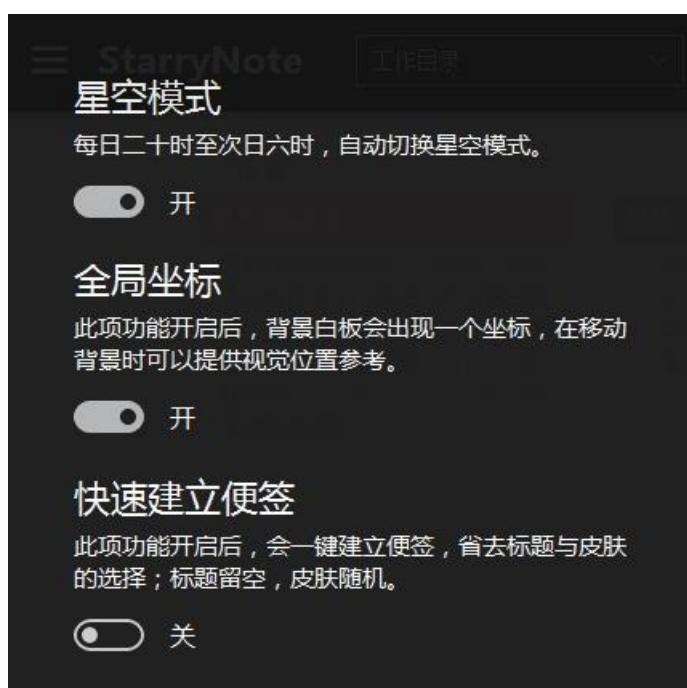 StarryNote 工作目录
星空模式
每日二十时至次日六时，自动切换星空模式。
开
全局坐标
此项功能开启后，背景白板会出现一个坐标，在移动
背景时可以提供视觉位置参考。
开
快速建立便签
此项功能开启后，会一键建立便签，省去标题与皮肤
的选择；标题留空，皮肤随机。
关